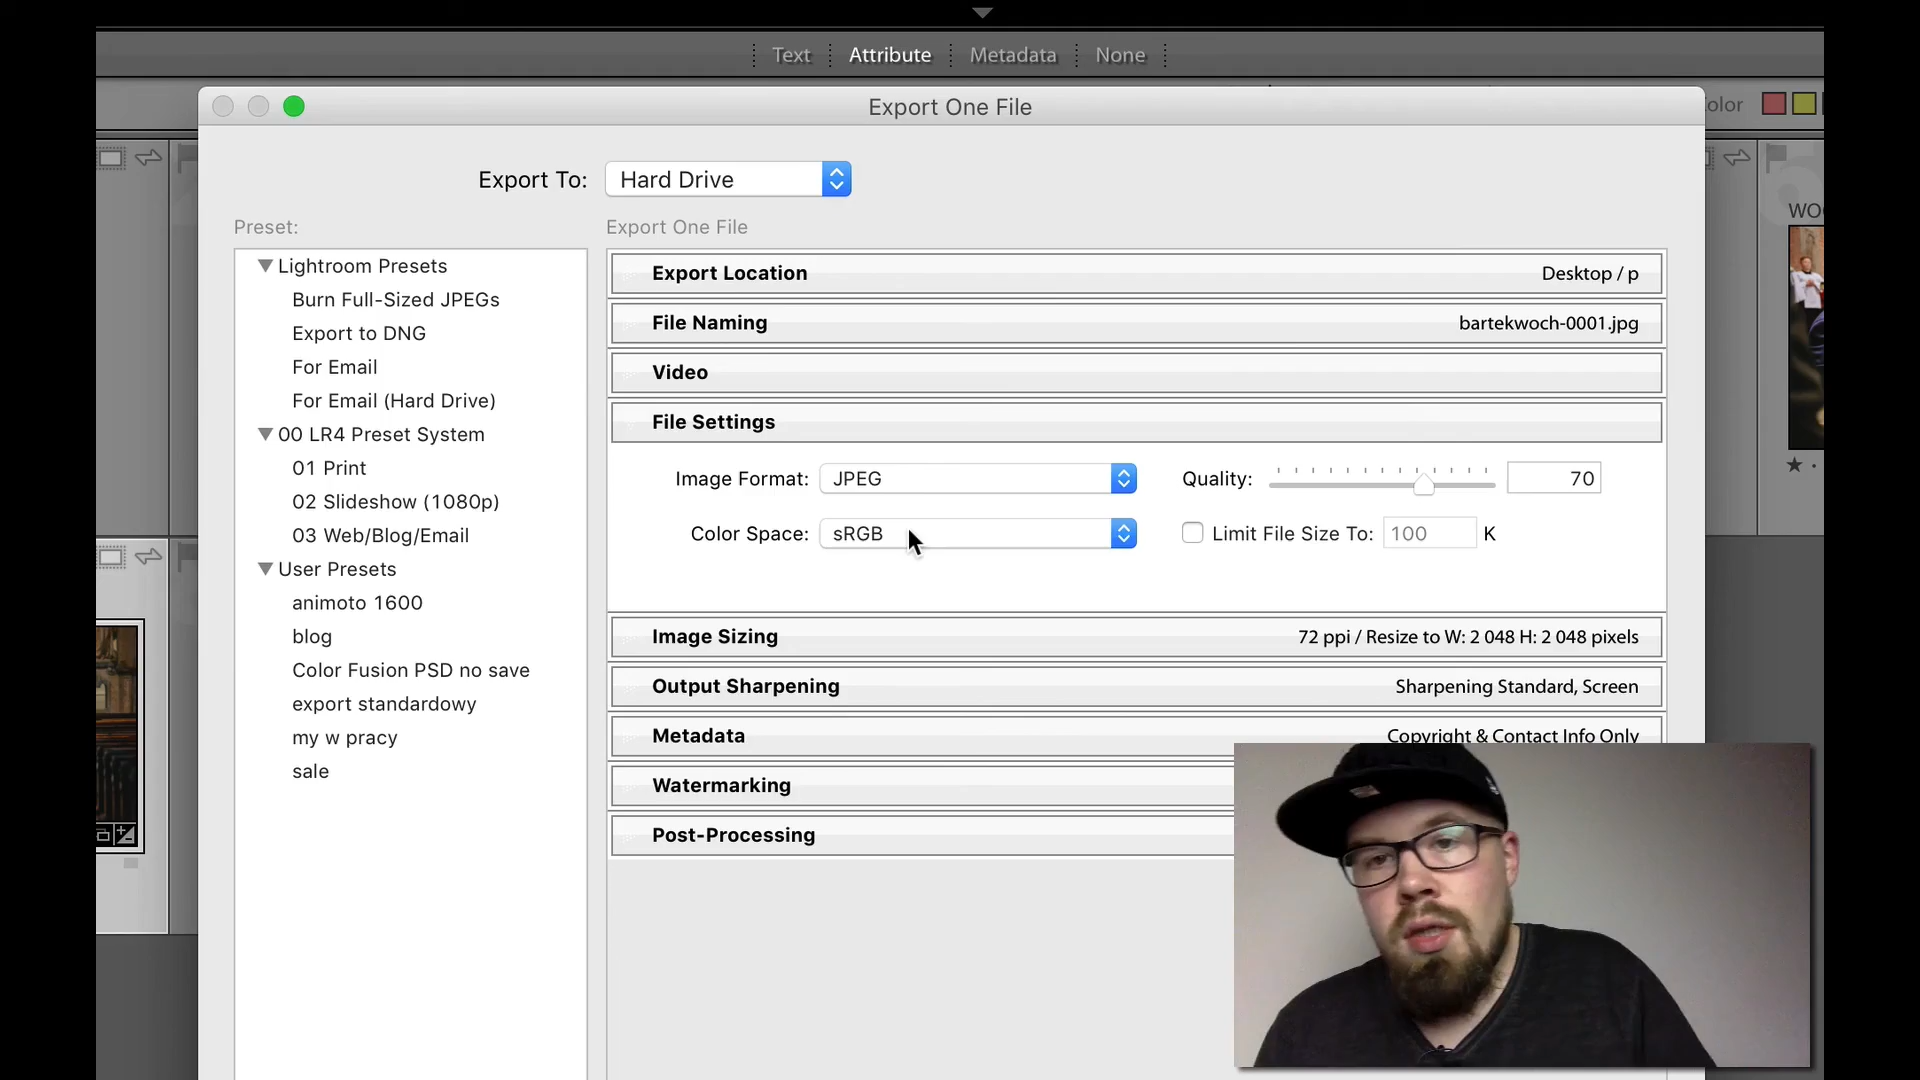 Text Attribute Metadata None
Export One File
Export To: Hard Drive
Preset:
Export One File
Lightroom Presets
Burn Full-Sized JPEGs
Export to DNG
For Email
For Email (Hard Drive)
00 LR4 Preset System
01 Print
02 Slideshow (1080p)
03 Web/Blog/Email
User Presets
animoto 1600
blog
Color Fusion PSD no save
export standardowy
my w pracy
sale
Export Location Desktop / p
File Naming bartekwoch-0001.jpg
Video
File Settings
Image Format: JPEG Quality: 70
Color Space: sRGB Limit File Size To: 100 K
Image Sizing 72 ppi / Resize to W: 2 048 H: 2 048 pixels
Output Sharpening Sharpening Standard, Screen
Metadata Copyright & Contact Info Only
Watermarking
Post-Processing